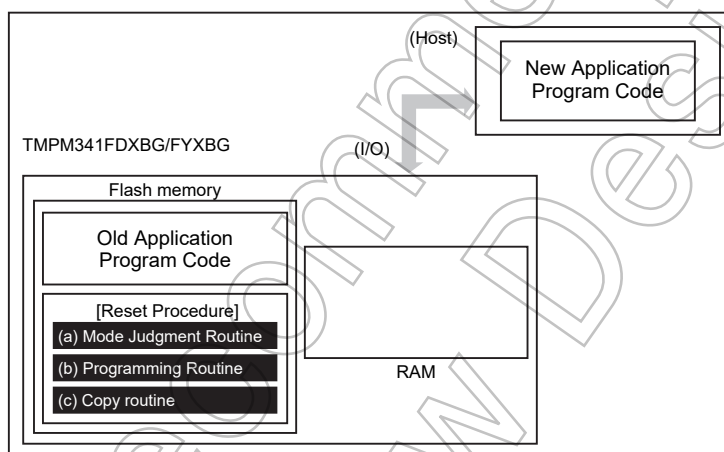 (Host)
New Application
Program Code
TMPM341FDXBG/FYXBG
(I/O)
Flash memory
Old Application
Program Code
[Reset Procedure]
(a) Mode Judgment Routine
(b) Programming Routine
(c) Copy routine
RAM